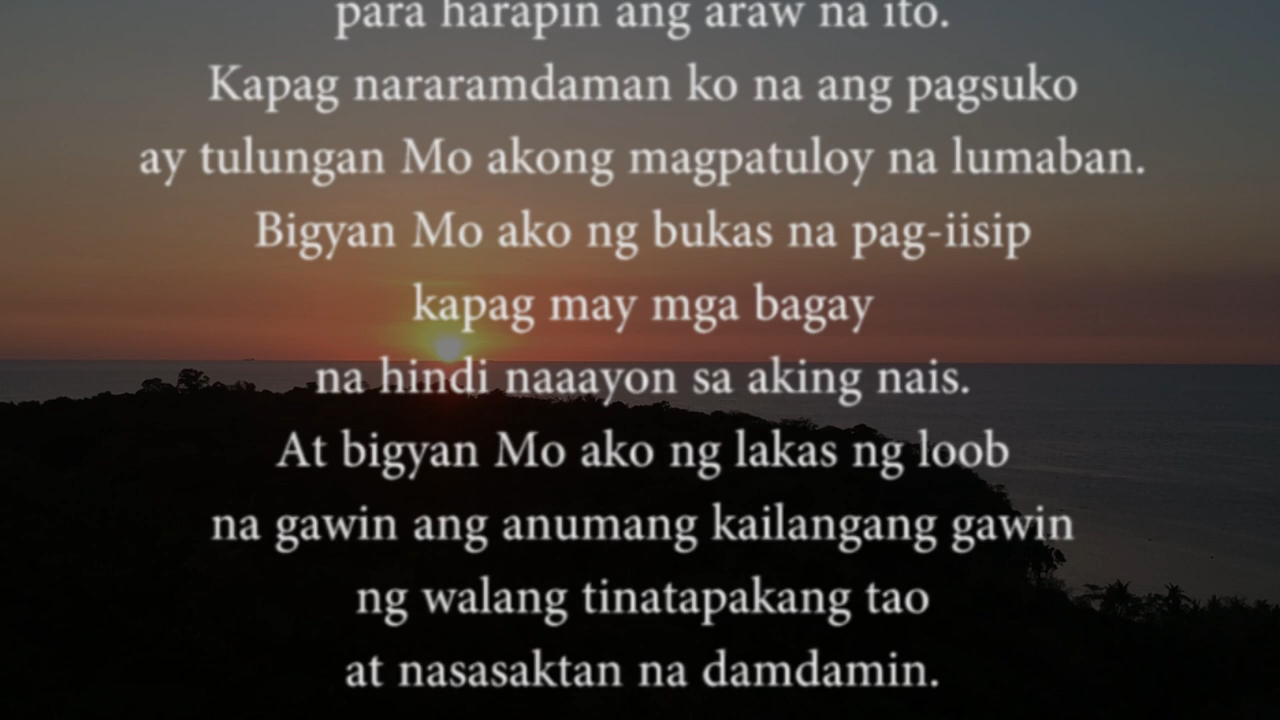 para harapin ang araw na ito.
Kapag nararamdaman ko na ang pagsuko
ay tulungan Mo akong magpatuloy na lumaban.
Bigyan Mo ako ng bukas na pag-iisip
kapag may mga bagay
na hindi naaayon sa aking nais.
At bigyan Mo ako ng lakas ng loob
na gawin ang anumang kailangang gawin
ng walang tinatapakang tao
at nasasaktan na damdamin.